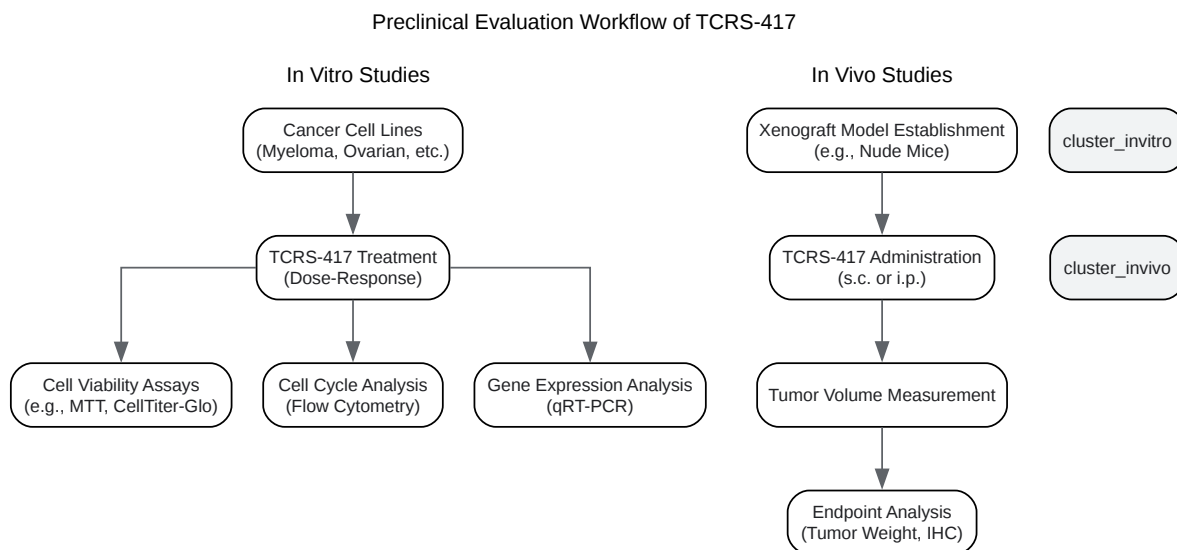 Preclinical Evaluation Workflow of TCRS-417
In Vitro Studies
Cancer Cell Lines
(Myeloma, Ovarian, etc.)
TCRS-417 Treatment
(Dose-Response)
Cell Viability Assays
(e.g., MTT, CellTiter-Glo)
Cell Cycle Analysis
(Flow Cytometry)
Gene Expression Analysis
(qRT-PCR)
In Vivo Studies
Xenograft Model Establishment
(e.g., Nude Mice)
TCRS-417 Administration
(s.c. or i.p.)
Tumor Volume Measurement
Endpoint Analysis
(Tumor Weight, IHC)
cluster_invitro
cluster_invivo